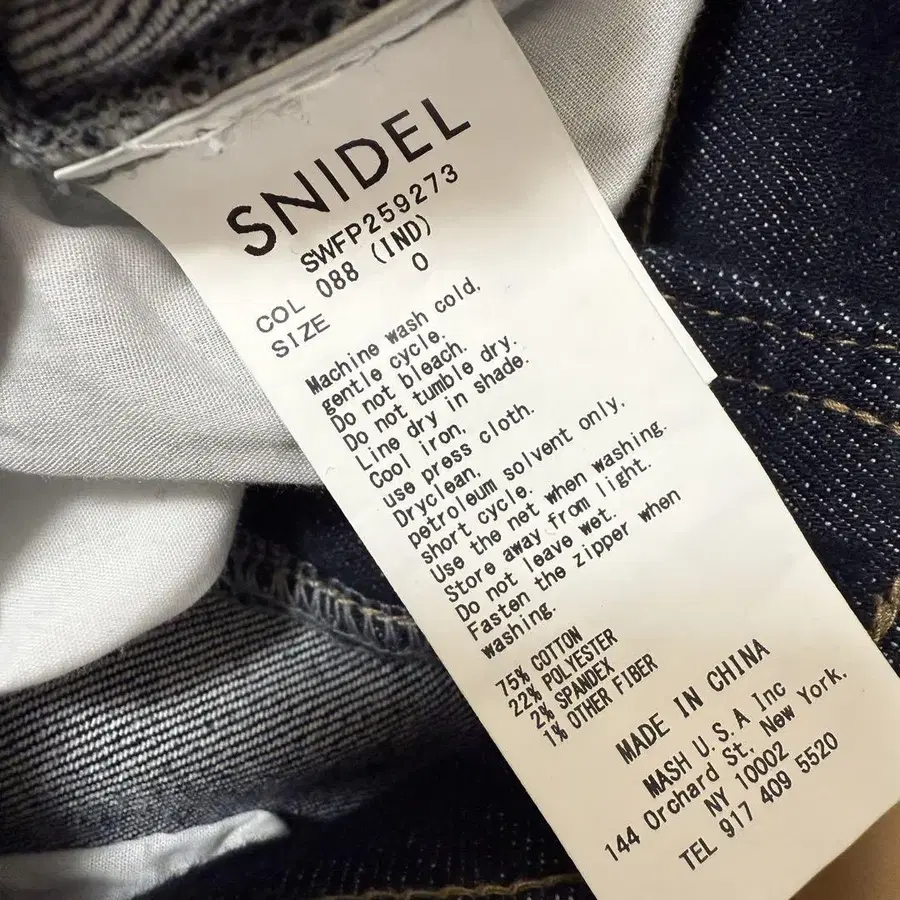 SNIDEL
SWFP259273
COL 088 (IND)
SIZE 0
Machine wash cold,
gentle cycle.
Do not bleach.
Do not tumble dry.
Line dry in shade.
Cool iron,
use press cloth.
Dryclean,
petroleum solvent only,
short cycle.
Use the net when washing.
Store away from light.
Do not leave wet.
Fasten the zipper when
washing.
75% COTTON
22% POLYESTER
2% SPANDEX
1% OTHER FIBER
MADE IN CHINA
MASH U.S.A Inc
144 Orchard St, New York,
NY 10002
TEL 917 409 5520